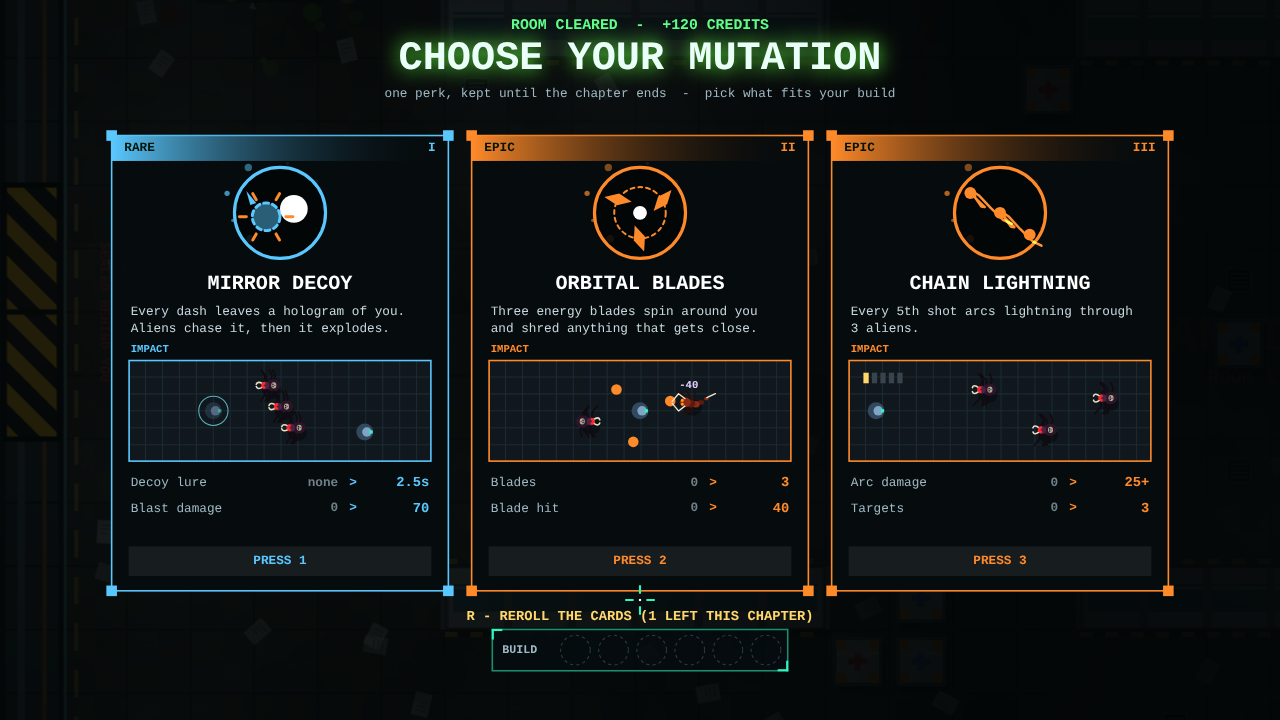 ROOM CLEARED - +120 CREDITS
CHOOSE YOUR MUTATION
one perk, kept until the chapter ends - pick what fits your build
RARE I
MIRROR DECOY
Every dash leaves a hologram of you.
Aliens chase it, then it explodes.
IMPACT
Decoy lure none > 2.5s
Blast damage 0 > 70
PRESS 1
EPIC II
ORBITAL BLADES
Three energy blades spin around you
and shred anything that gets close.
IMPACT
-40
Blades 0 > 3
Blade hit 0 > 40
PRESS 2
EPIC III
CHAIN LIGHTNING
Every 5th shot arcs lightning through
3 aliens.
IMPACT
Arc damage 0 > 25+
Targets 0 > 3
PRESS 3
R - REROLL THE CARDS (1 LEFT THIS CHAPTER)
BUILD